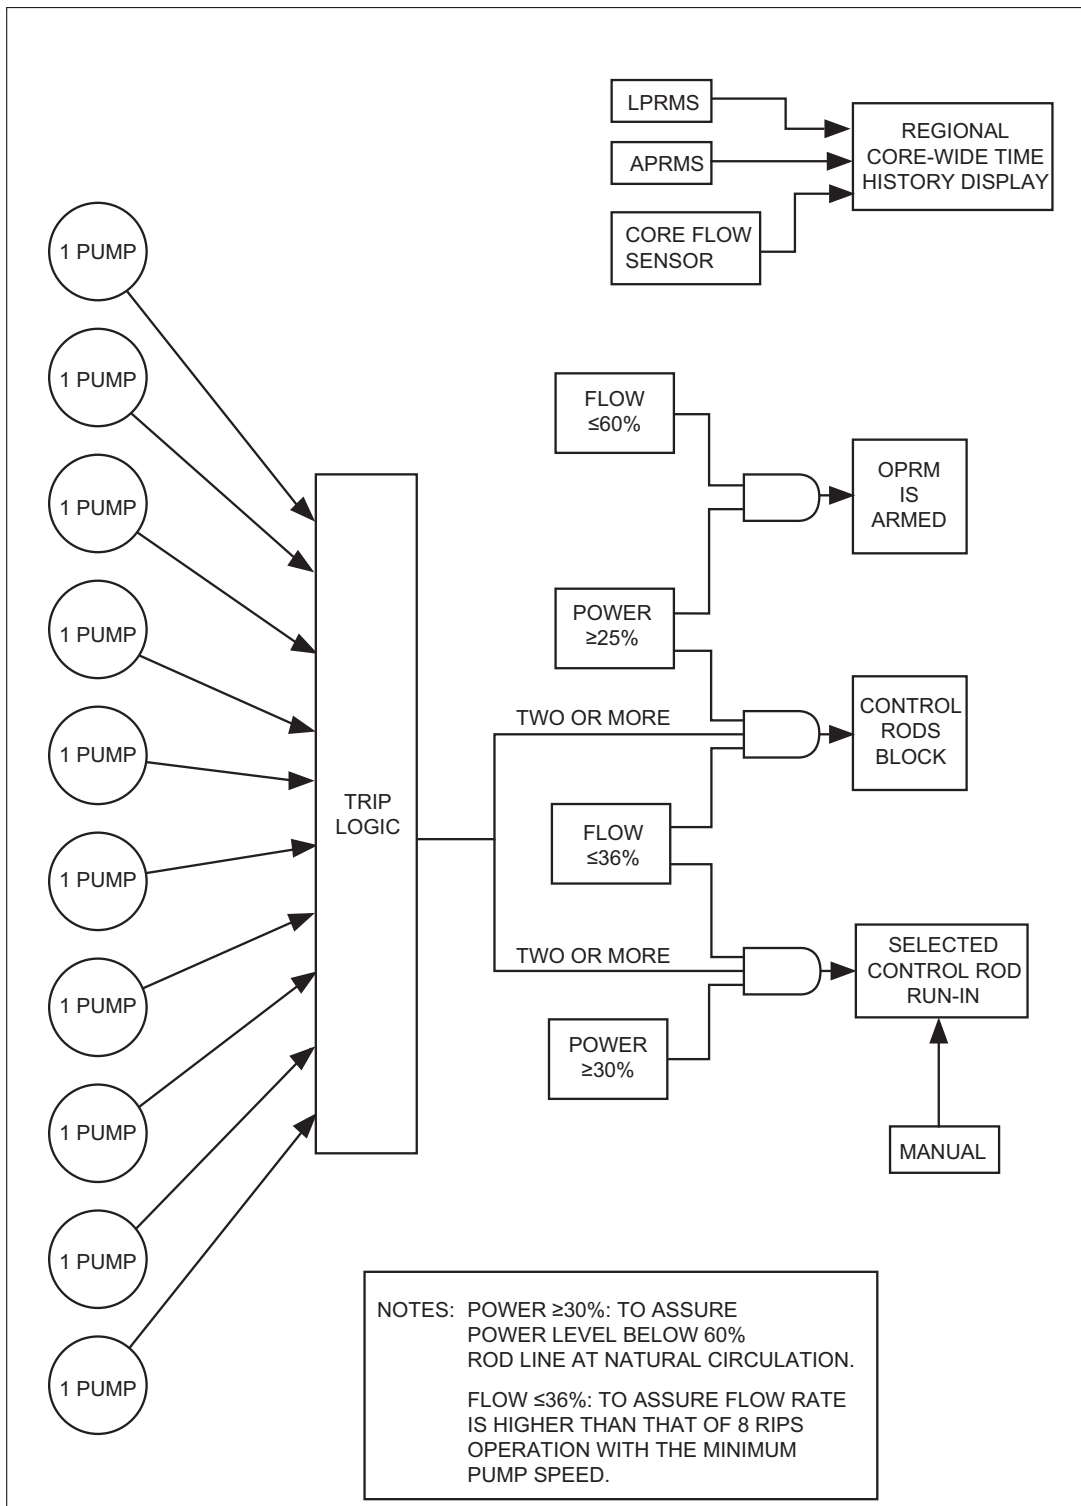 LPRMS
APRMS
CORE FLOW
SENSOR
REGIONAL
CORE-WIDE TIME
HISTORY DISPLAY
1 PUMP
1 PUMP
1 PUMP
1 PUMP
1 PUMP
1 PUMP
1 PUMP
1 PUMP
1 PUMP
1 PUMP
TRIP
LOGIC
FLOW
≤60%
OPRM
IS
ARMED
POWER
≥25%
TWO OR MORE
CONTROL
RODS
BLOCK
FLOW
≤36%
TWO OR MORE
SELECTED
CONTROL ROD
RUN-IN
POWER
≥30%
MANUAL
NOTES: POWER ≥30%: TO ASSURE
POWER LEVEL BELOW 60%
ROD LINE AT NATURAL CIRCULATION.
FLOW ≤36%: TO ASSURE FLOW RATE
IS HIGHER THAN THAT OF 8 RIPS
OPERATION WITH THE MINIMUM
PUMP SPEED.